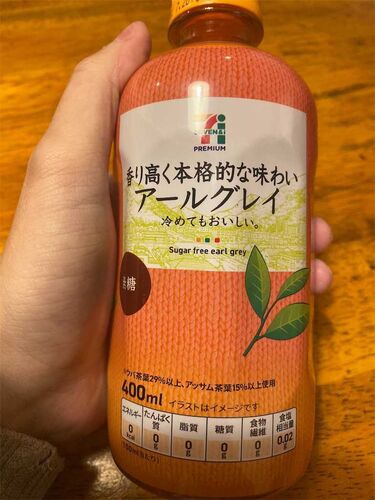 SEVEN&i
PREMIUM
香り高く本格的な味わい
アールグレイ
冷めてもおいしい。
Sugar free earl grey
無糖
ウバ茶葉29%以上、アッサム茶葉15%以上使用
400ml
イラストはイメージです
エネルギー 0 kcal
たんぱく質 0 g
脂質 0 g
糖質 0 g
食物繊維 0 g
食塩相当量 0.02 g